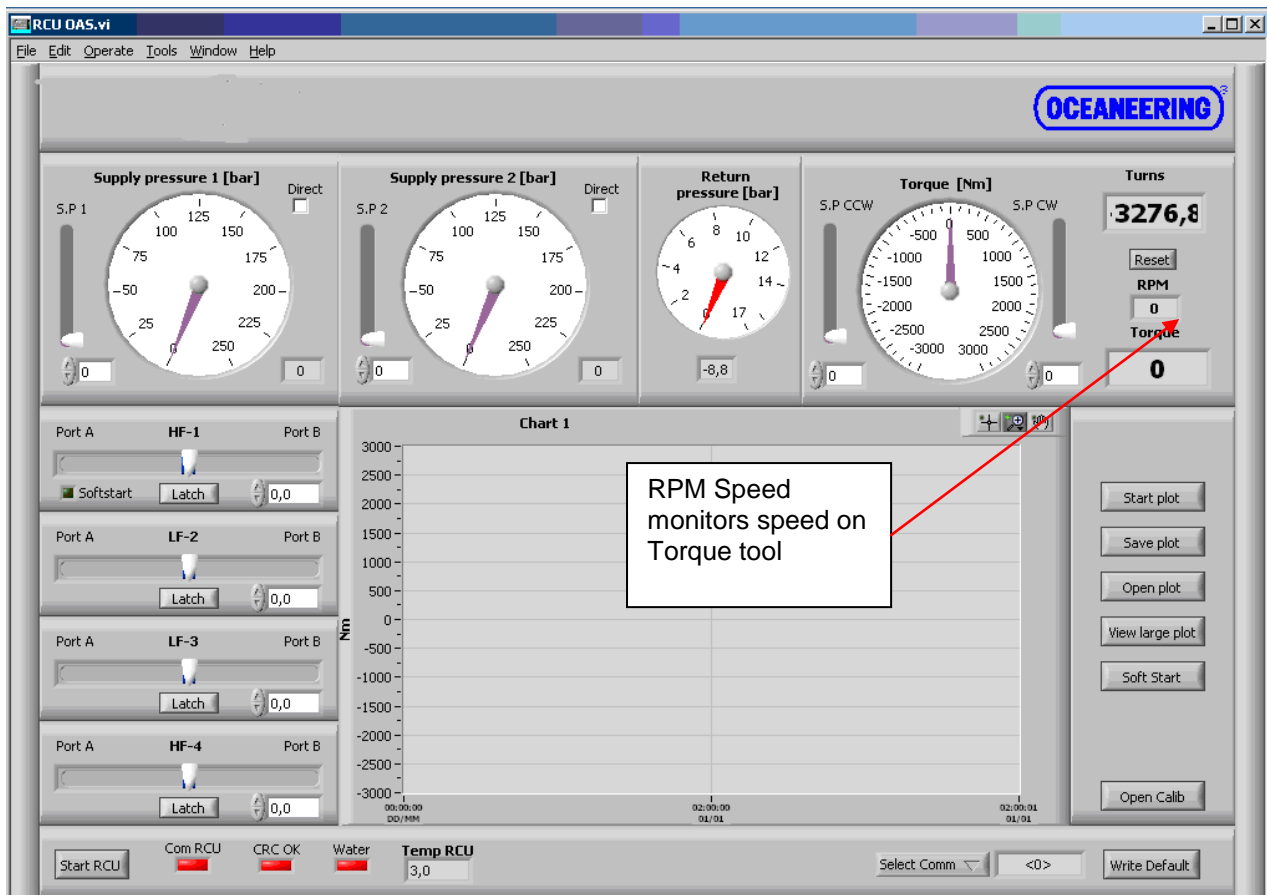 RCU OAS.vi
File Edit Operate Tools Window Help
OCEANEERING
Supply pressure 1 [bar]
Direct
S.P 1
0 25 50 75 100 125 150 175 200 225 250
0
0
Supply pressure 2 [bar]
Direct
S.P 2
0 25 50 75 100 125 150 175 200 225 250
0
0
Return
pressure [bar]
0 2 4 6 8 10 12 14 17
-8,8
Torque [Nm]
S.P CCW
S.P CW
-3000 -2500 -2000 -1500 -1000 -500 0 500 1000 1500 2000 2500 3000
0
0
Turns
-3276,8
Reset
RPM
0
Torque
0
Port A HF-1 Port B
Softstart Latch 0,0
Port A LF-2 Port B
Latch 0,0
Port A LF-3 Port B
Latch 0,0
Port A HF-4 Port B
Latch 0,0
Chart 1
3000
2500
2000
1500
1000
500
0
-500
-1000
-1500
-2000
-2500
-3000
Nm
00:00:00 02:00:00 02:00:01
DD/MM 01/01 01/01
RPM Speed
monitors speed on
Torque tool
Start plot
Save plot
Open plot
View large plot
Soft Start
Open Calib
Start RCU
Com RCU
CRC OK
Water
Temp RCU
3,0
Select Comm
<0>
Write Default